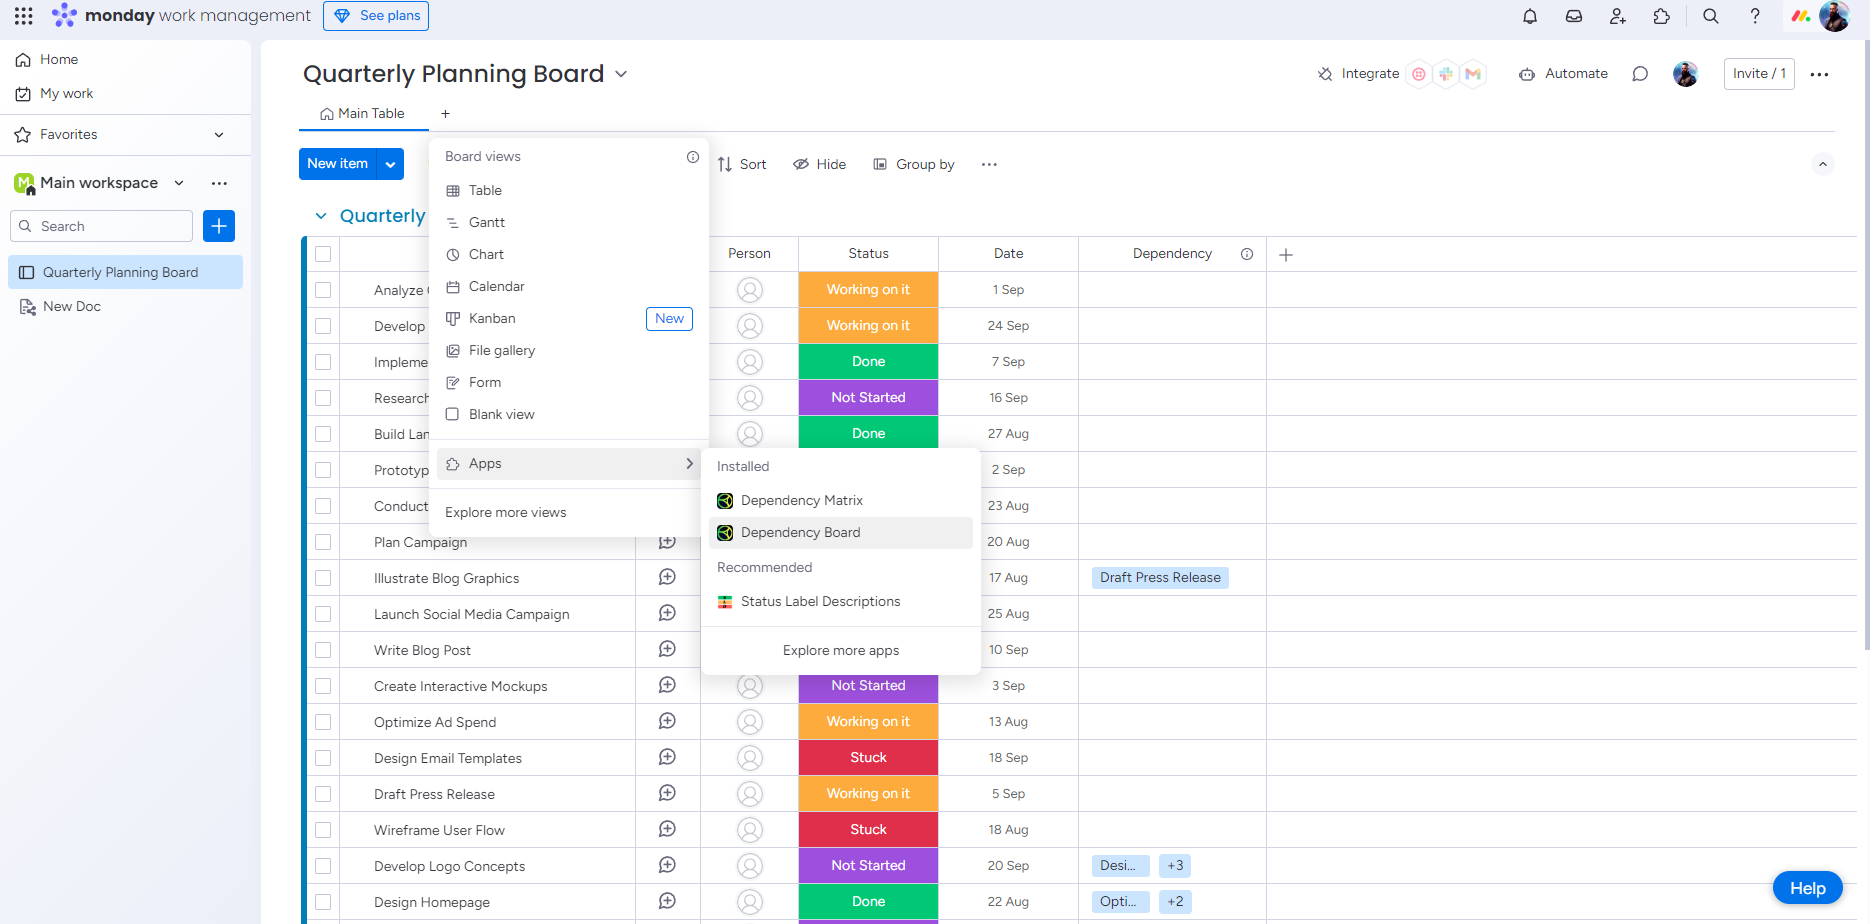 monday work management
See plans
Home
My work
Favorites
M
Main workspace
Search
Quarterly Planning Board
New Doc
Quarterly Planning Board
Integrate
Automate
Invite / 1
Main Table
New item
Sort
Hide
Group by
Board views
Table
Gantt
Chart
Calendar
Kanban
New
File gallery
Form
Blank view
Apps
Explore more views
Installed
Dependency Matrix
Dependency Board
Recommended
Status Label Descriptions
Explore more apps
Quarterly
Person Status Date Dependency
Analyze Working on it 1 Sep
Develop Working on it 24 Sep
Impleme Done 7 Sep
Research Not Started 16 Sep
Build Lan Done 27 Aug
Prototyp 2 Sep
Conduct 23 Aug
Plan Campaign 20 Aug
Illustrate Blog Graphics 17 Aug Draft Press Release
Launch Social Media Campaign 25 Aug
Write Blog Post 10 Sep
Create Interactive Mockups Not Started 3 Sep
Optimize Ad Spend Working on it 13 Aug
Design Email Templates Stuck 18 Sep
Draft Press Release Working on it 5 Sep
Wireframe User Flow Stuck 18 Aug
Develop Logo Concepts Not Started 20 Sep Desi... +3
Design Homepage Done 22 Aug Opti... +2
Help